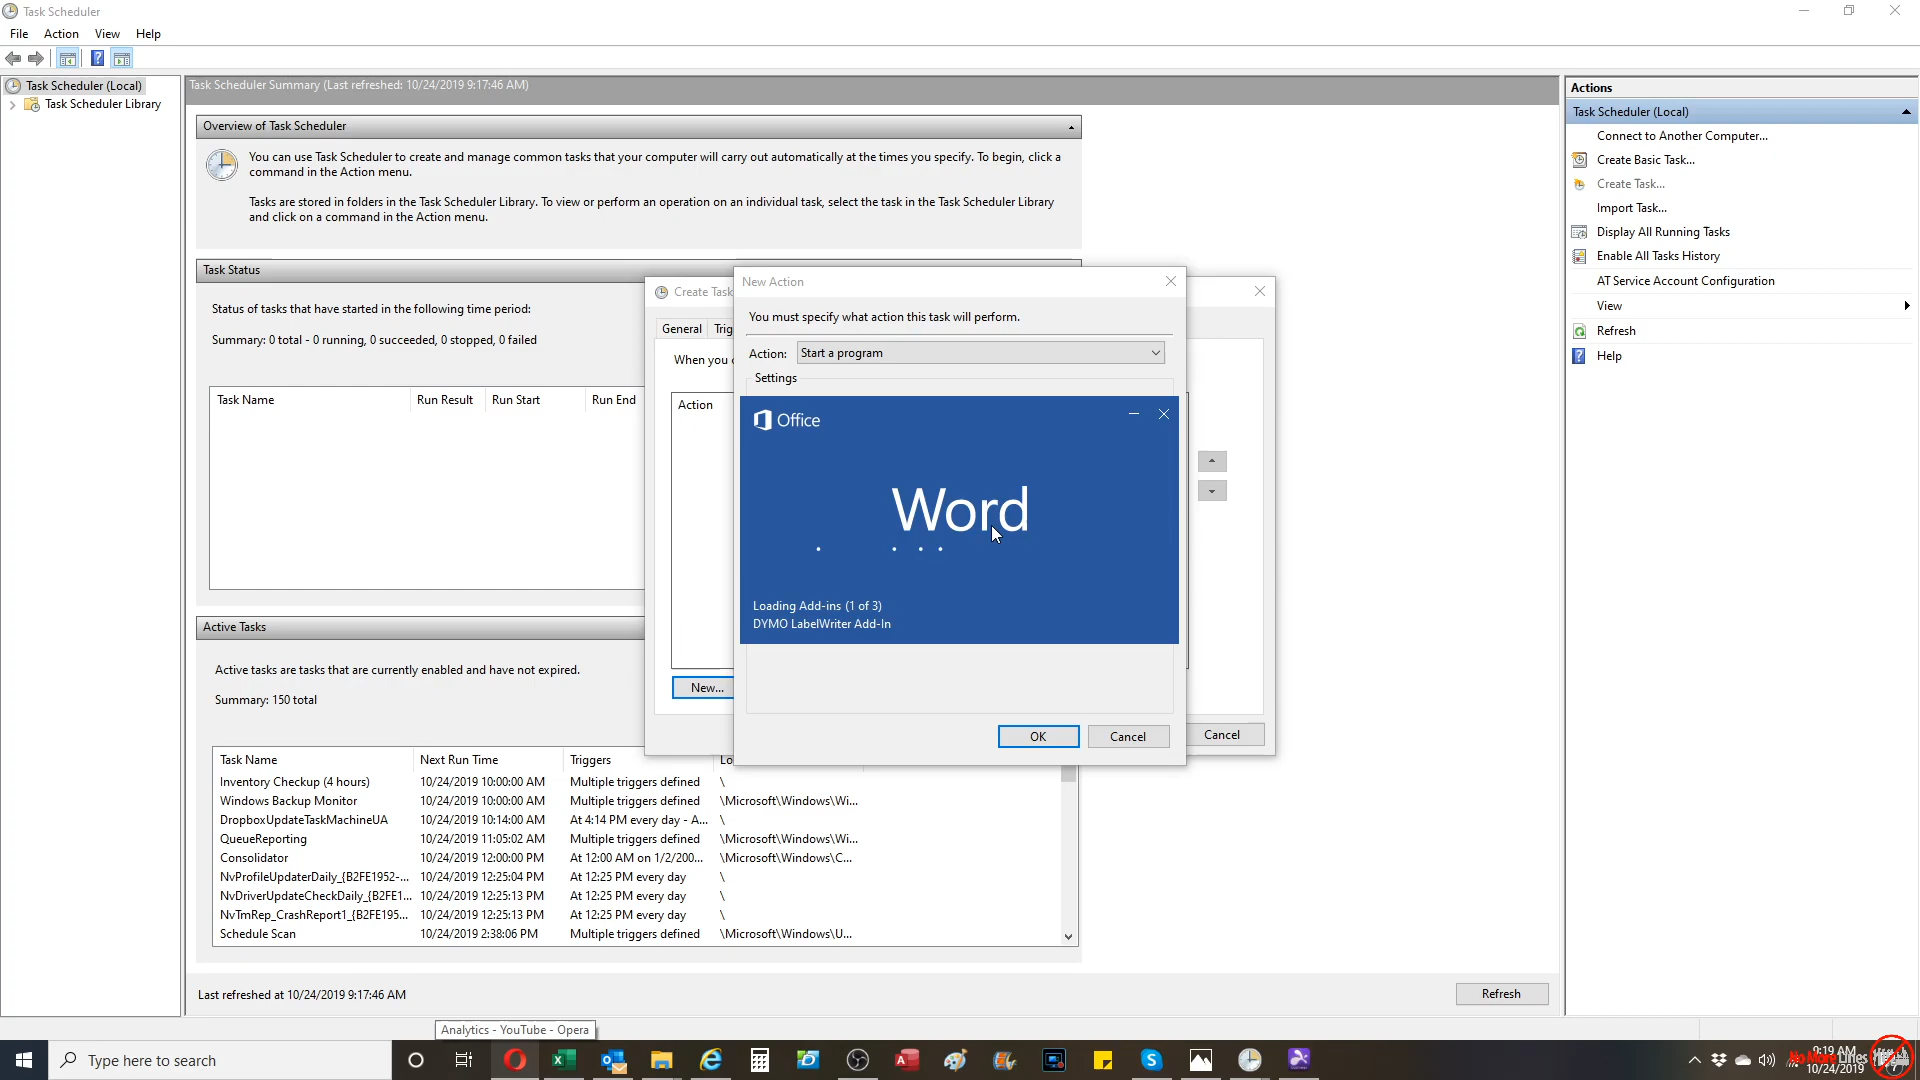 Task Scheduler
File Action View Help
Task Scheduler (Local)
Task Scheduler Library
Task Scheduler Summary (Last refreshed: 10/24/2019 9:17:46 AM)
Overview of Task Scheduler
You can use Task Scheduler to create and manage common tasks that your computer will carry out automatically at the times you specify. To begin, click a
command in the Action menu.
Tasks are stored in folders in the Task Scheduler Library. To view or perform an operation on an individual task, select the task in the Task Scheduler Library
and click on a command in the Action menu.
Task Status
Status of tasks that have started in the following time period:
Summary: 0 total - 0 running, 0 succeeded, 0 stopped, 0 failed
Task Name Run Result Run Start Run End
Active Tasks
Active tasks are tasks that are currently enabled and have not expired.
Summary: 150 total
Task Name Next Run Time Triggers Lo
Inventory Checkup (4 hours) 10/24/2019 10:00:00 AM Multiple triggers defined \
Windows Backup Monitor 10/24/2019 10:00:00 AM Multiple triggers defined \Microsoft\Windows\Wi...
DropboxUpdateTaskMachineUA 10/24/2019 10:14:00 AM At 4:14 PM every day - A... \
QueueReporting 10/24/2019 11:05:02 AM Multiple triggers defined \Microsoft\Windows\Wi...
Consolidator 10/24/2019 12:00:00 PM At 12:00 AM on 1/2/200... \Microsoft\Windows\C...
NvProfileUpdaterDaily_{B2FE1952-... 10/24/2019 12:25:04 PM At 12:25 PM every day \
NvDriverUpdateCheckDaily_{B2FE1... 10/24/2019 12:25:13 PM At 12:25 PM every day \
NvTmRep_CrashReport1_{B2FE195... 10/24/2019 12:25:13 PM At 12:25 PM every day \
Schedule Scan 10/24/2019 2:38:06 PM Multiple triggers defined \Microsoft\Windows\U...
Last refreshed at 10/24/2019 9:17:46 AM
Refresh
Create Task
General Trig
When you c
Action
New...
Cancel
New Action
You must specify what action this task will perform.
Action: Start a program
Settings
Office
Word
Loading Add-ins (1 of 3)
DYMO LabelWriter Add-In
OK Cancel
Actions
Task Scheduler (Local)
Connect to Another Computer...
Create Basic Task...
Create Task...
Import Task...
Display All Running Tasks
Enable All Tasks History
AT Service Account Configuration
View
Refresh
Help
Analytics - YouTube - Opera
Type here to search
9:19 AM
10/24/2019
No More Lines